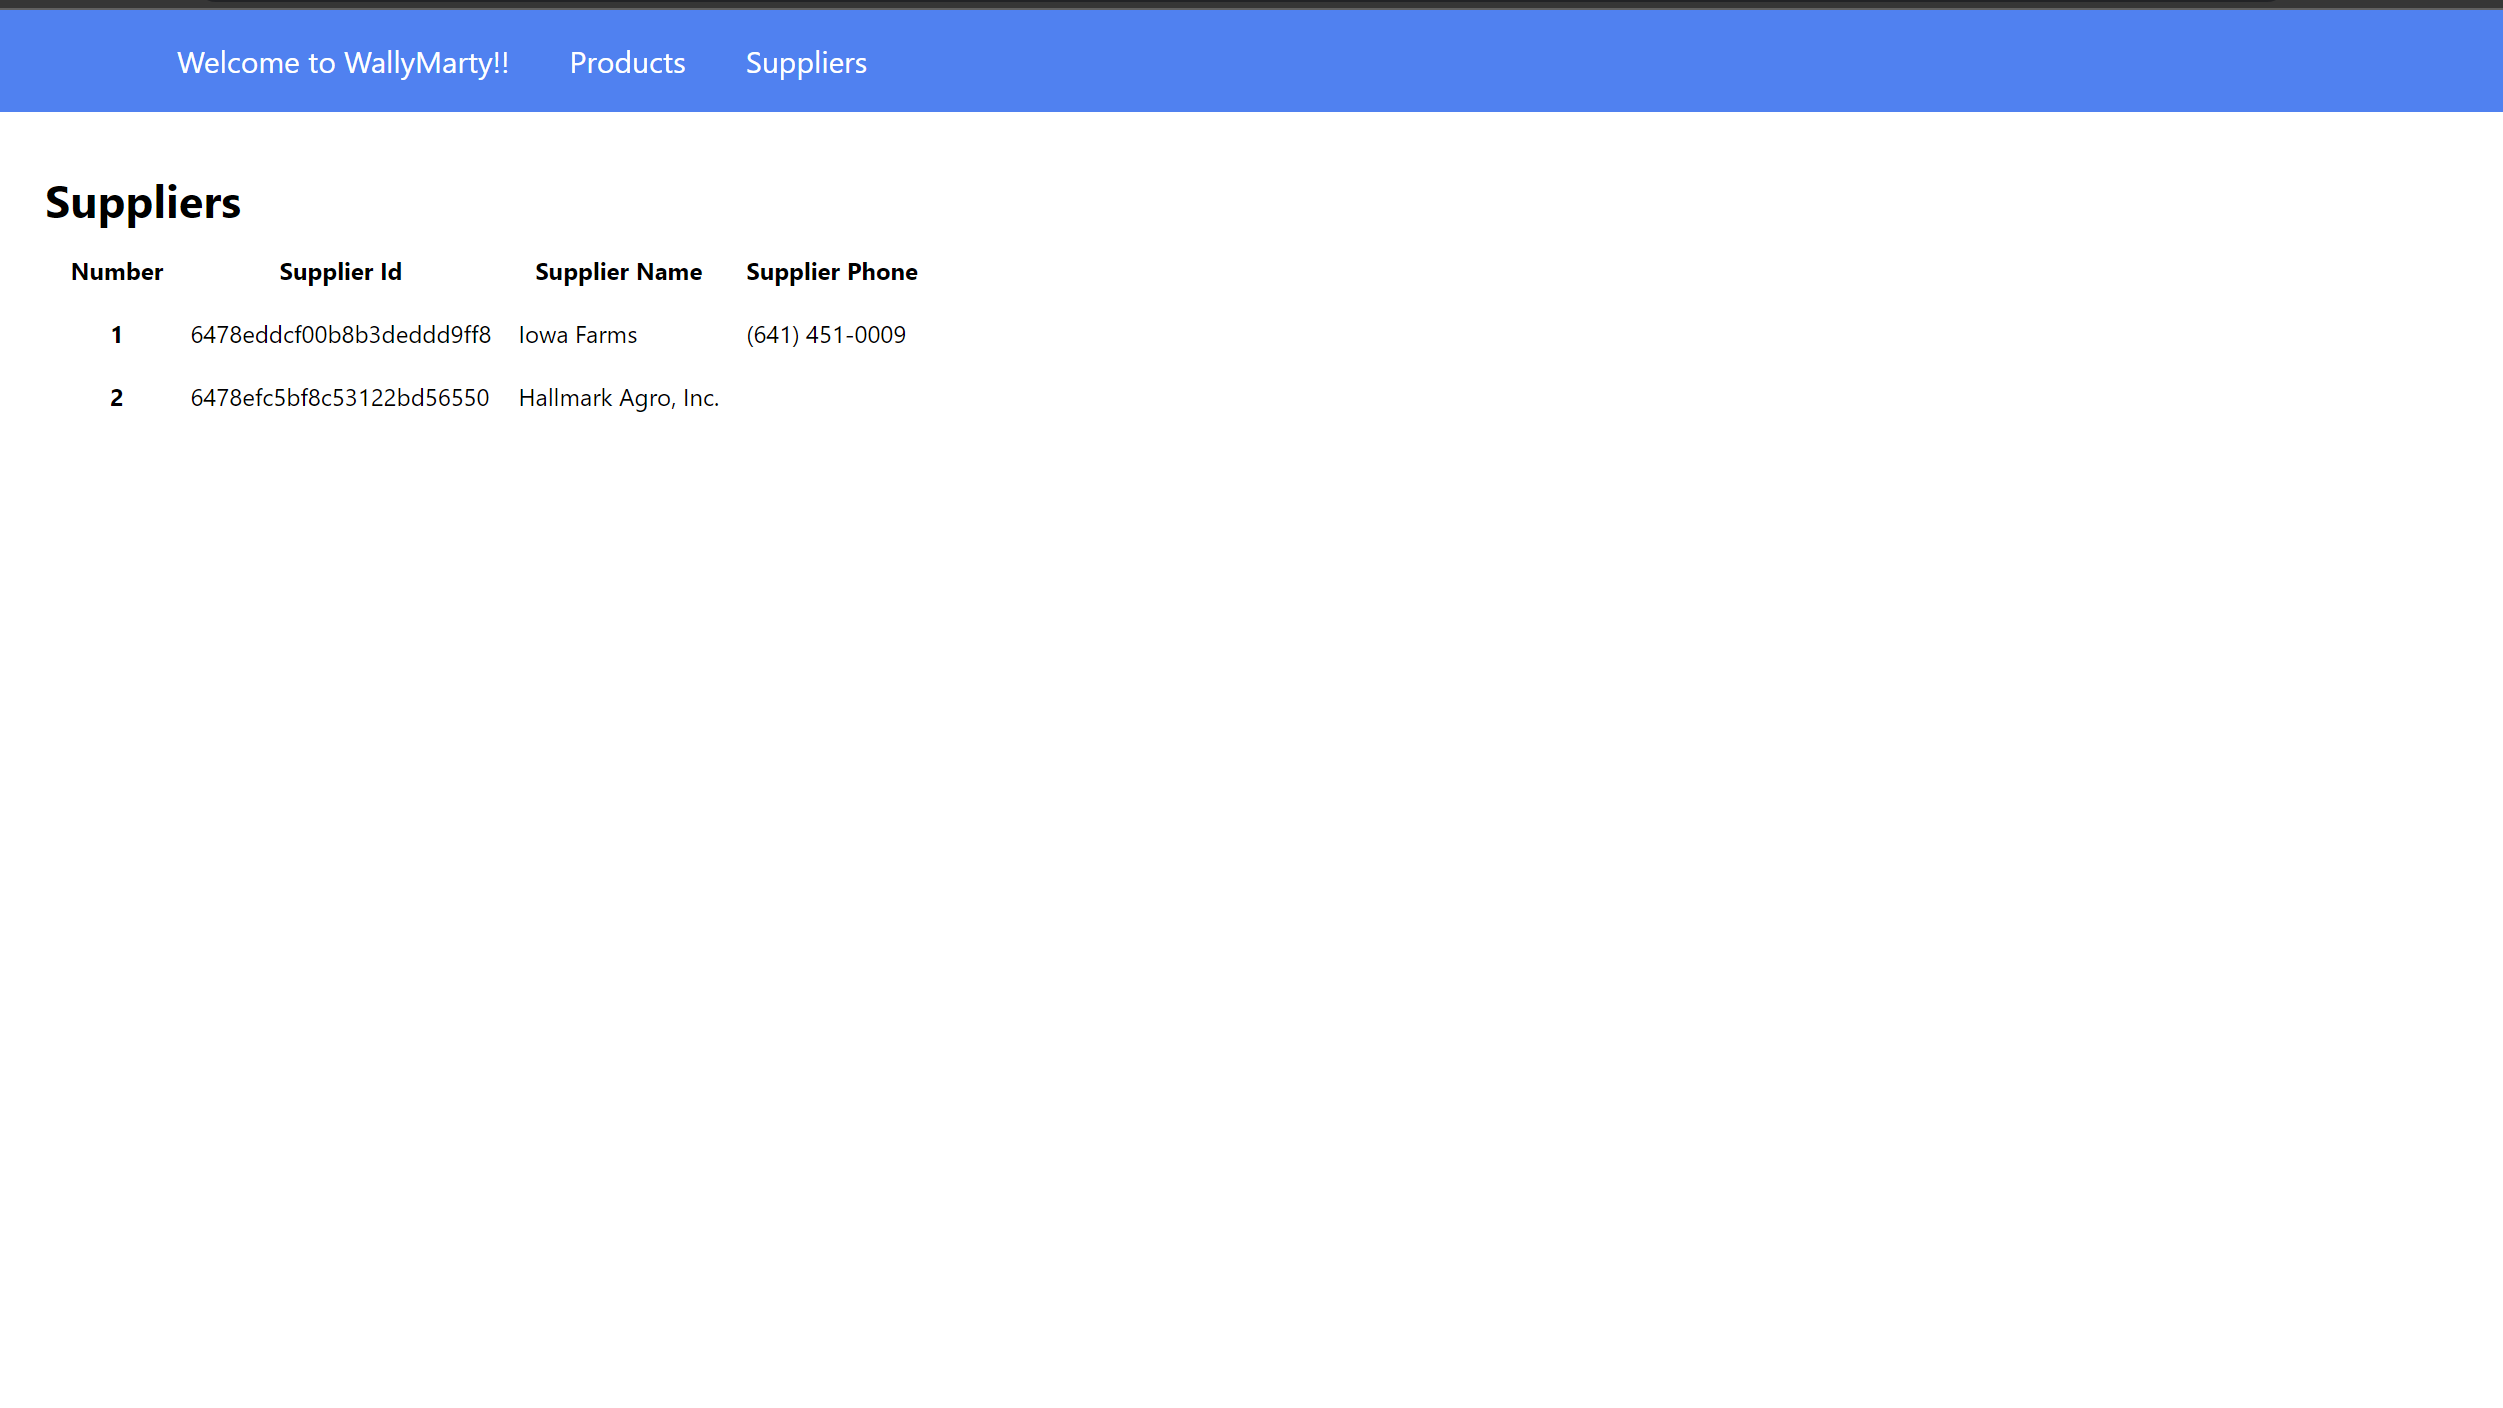 Welcome to WallyMarty!! Products Suppliers
Suppliers
Number Supplier Id Supplier Name Supplier Phone
1 6478eddcf00b8b3deddd9ff8 Iowa Farms (641) 451-0009
2 6478efc5bf8c53122bd56550 Hallmark Agro, Inc.